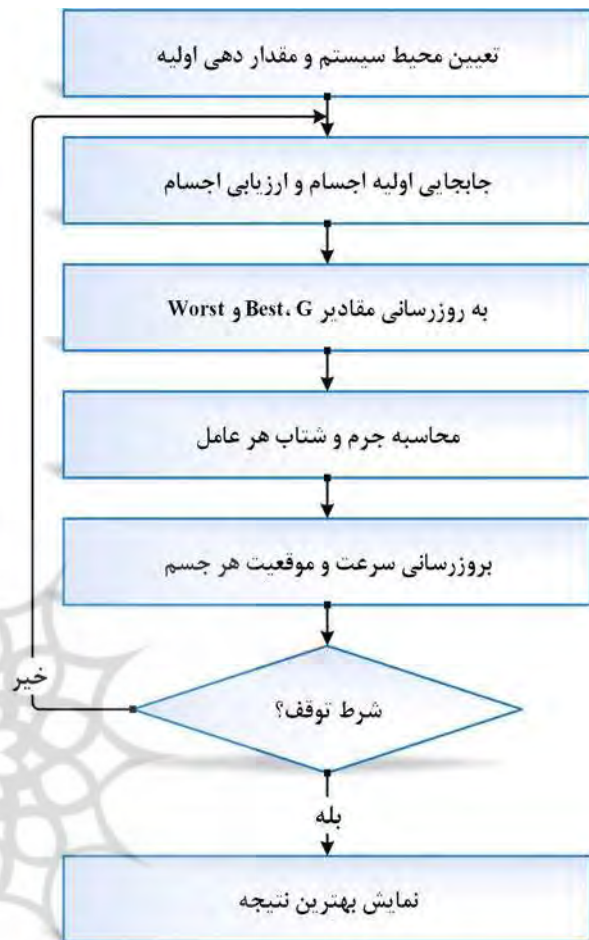 تعیین محیط سیستم و مقدار دهی اولیه
جابجایی اولیه اجسام و ارزیابی اجسام
به روزرسانی مقادیر Best، G و Worst
محاسبه جرم و شتاب هر عامل
بروزرسانی سرعت و موقعیت هر جسم
شرط توقف؟
خیر
بله
نمایش بهترین نتیجه